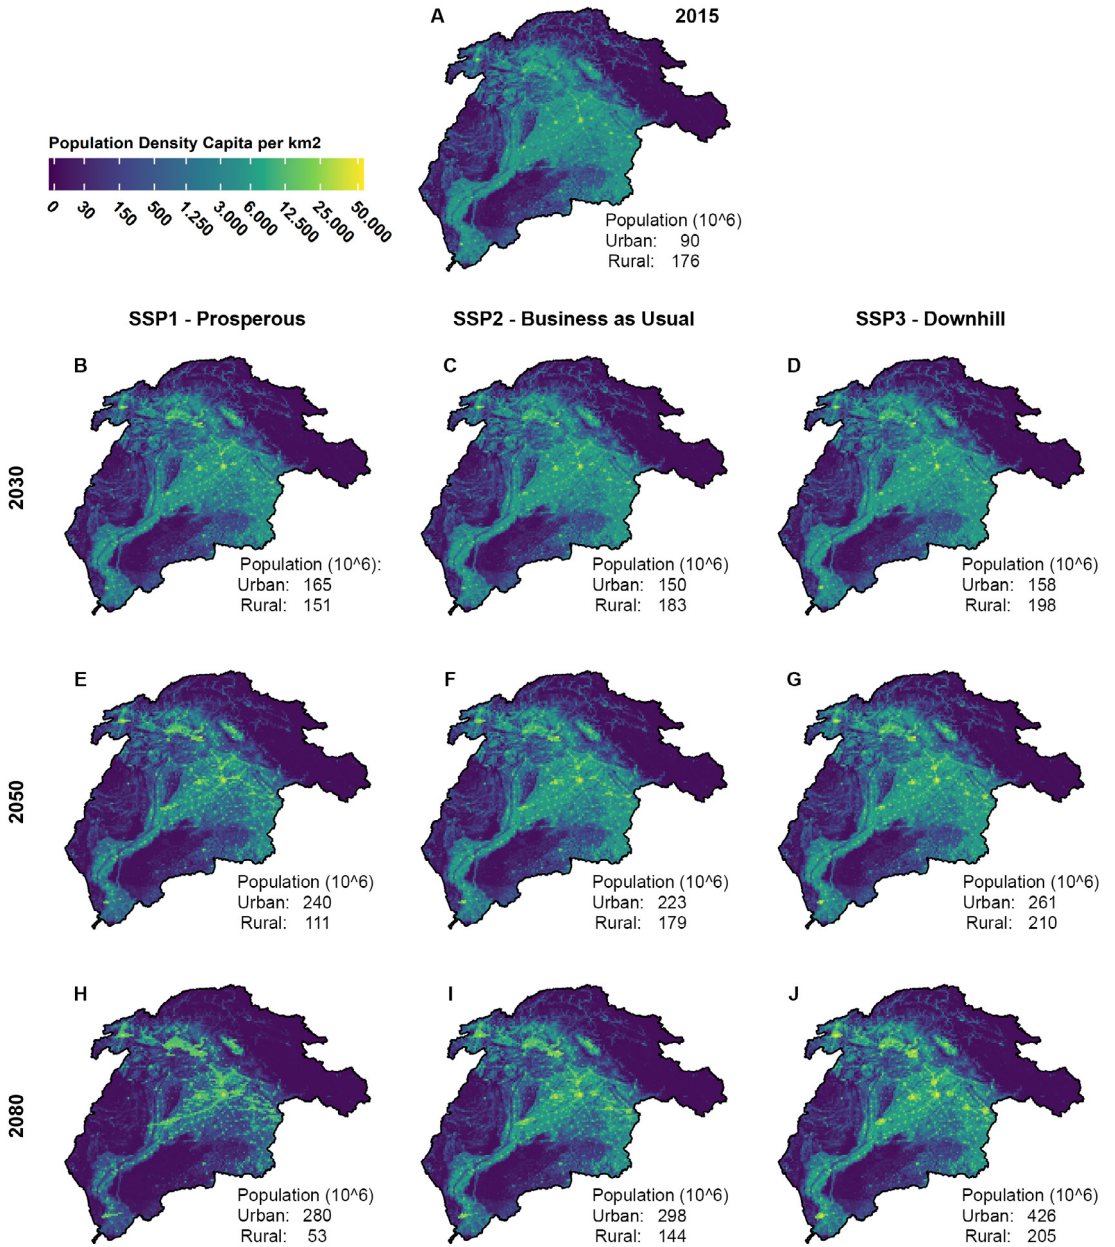 A
2015
Population Density Capita per km2
0 30 150 500 1.250 3.000 6.000 12.500 25.000 50.000
Population (10^6)
Urban: 90
Rural: 176
SSP1 - Prosperous
SSP2 - Business as Usual
SSP3 - Downhill
2030
B
Population (10^6):
Urban: 165
Rural: 151
C
Population (10^6)
Urban: 150
Rural: 183
D
Population (10^6)
Urban: 158
Rural: 198
2050
E
Population (10^6)
Urban: 240
Rural: 111
F
Population (10^6)
Urban: 223
Rural: 179
G
Population (10^6)
Urban: 261
Rural: 210
2080
H
Population (10^6)
Urban: 280
Rural: 53
I
Population (10^6)
Urban: 298
Rural: 144
J
Population (10^6)
Urban: 426
Rural: 205